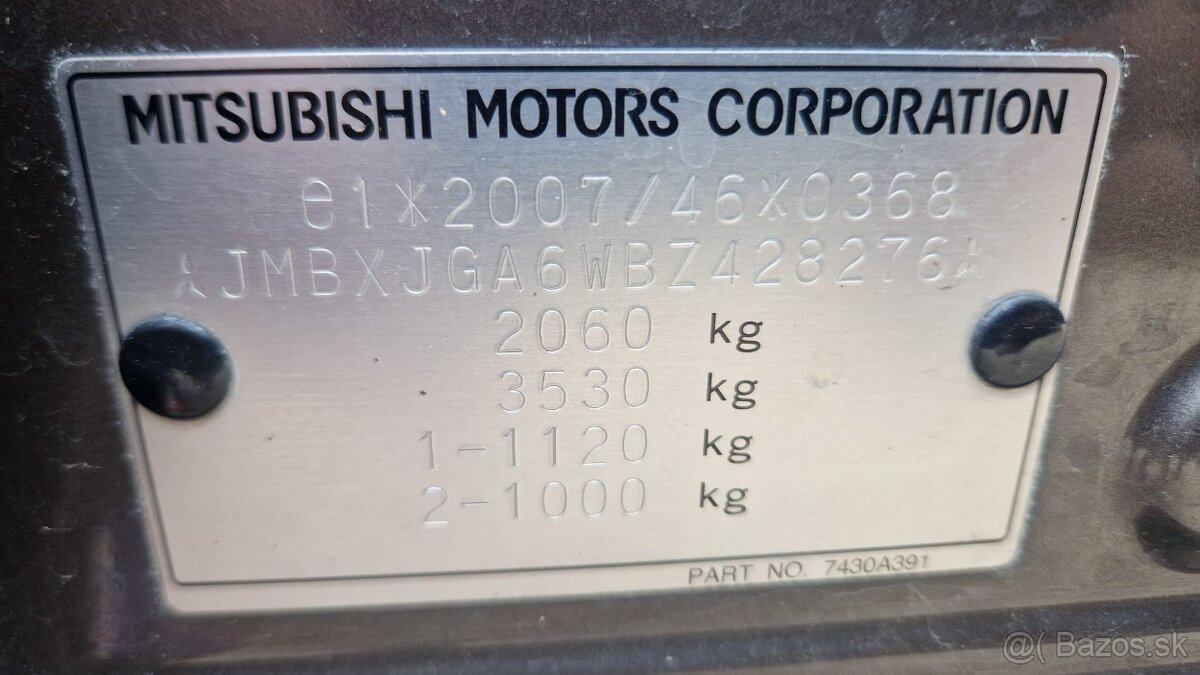 MITSUBISHI MOTORS CORPORATION
e1*2007/46*0368
*JMBXJGA6WBZ428276*
2060 kg
3530 kg
1-1120 kg
2-1000 kg
PART NO. 7430A391
@( Bazos.sk